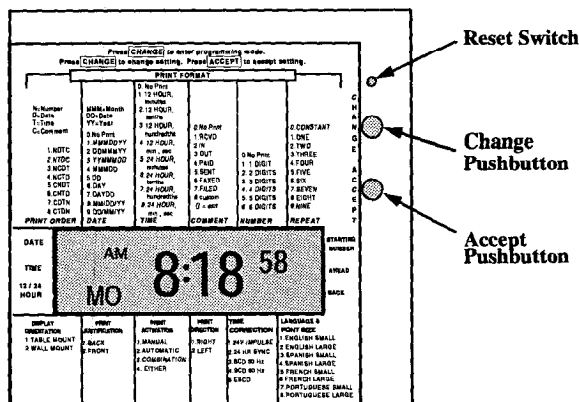 Press CHANGE to enter programming mode.
Press CHANGE to change setting. Press ACCEPT to accept setting.
PRINT FORMAT
N=Number
D=Date
T=Time
C=Comment
1.NDTC
2.NTDC
3.NCDT
4.NCTD
5.CNDT
6.CNTD
7.CDTN
8.CTDN
PRINT ORDER
MMM=Month
DD=Date
YY=Year
0.No Print
1.MMMDDYY
2.DDMMMYY
3.YYMMMDD
4.MMMDD
5.DD
6.DAY
7.DAYDD
8.MM/DD/YY
9.DD/MM/YY
DATE
0. No Print
1 12 HOUR,
minutes
2.12 HOUR,
tenths
3 12 HOUR,
hundredths
4 12 HOUR,
min., sec
5 24 HOUR,
minutes
6.24 HOUR,
tenths
7. 24 HOUR,
hundredths
8.24 HOUR,
min., sec
TIME
0.No Print
1.RCVD
2 IN
3 OUT
4 PAID
5.SENT
6.FAXED
7.FILED
8 custom
() = est
COMMENT
0 No Print
1 1 DIGIT
2 2 DIGITS
3 3 DIGITS
4 4 DIGITS
5 5 DIGITS
6 6 DIGITS
NUMBER
0.CONSTANT
1.ONE
2 TWO
3 THREE
4 FOUR
5 FIVE
6 SIX
7 SEVEN
8 EIGHT
9 NINE
REPEAT
CHANGE
ACCEPT
DATE
TIME
12 / 24
HOUR
AM
MO
8:18 58
STARTING
NUMBER
AHEAD
BACK
DISPLAY
ORIENTATION
1 TABLE MOUNT
2 WALL MOUNT
PRINT
JUSTIFICATION
1.BACK
2 FRONT
PRINT
ACTIVATION
1.MANUAL
2 AUTOMATIC
3.COMBINATION
4. EITHER
PRINT
DIRECTION
1.RIGHT
2 LEFT
TIME
CORRECTION
1 24V IMPULSE
2 24 HR SYNC
3 BCD 50 Hz
4 BCD 60 Hz
5 EBCD
LANGUAGE &
FONT SIZE
1 ENGLISH SMALL
2 ENGLISH LARGE
3 SPANISH SMALL
4 SPANISH LARGE
5 FRENCH SMALL
6 FRENCH LARGE
7 PORTUGUESE SMALL
8. PORTUGUESE LARGE
Reset Switch
Change
Pushbutton
Accept
Pushbutton